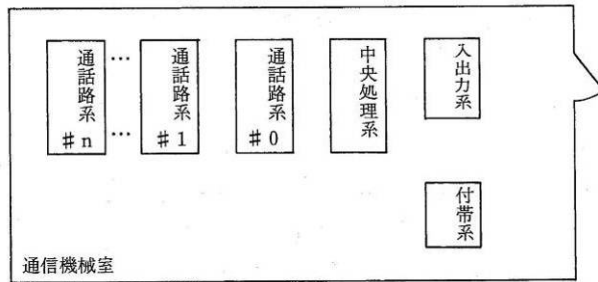 通話路系
#n
…
…
通話路系
#1
通話路系
#0
中央処理系
入出力系
付帯系
通信機械室